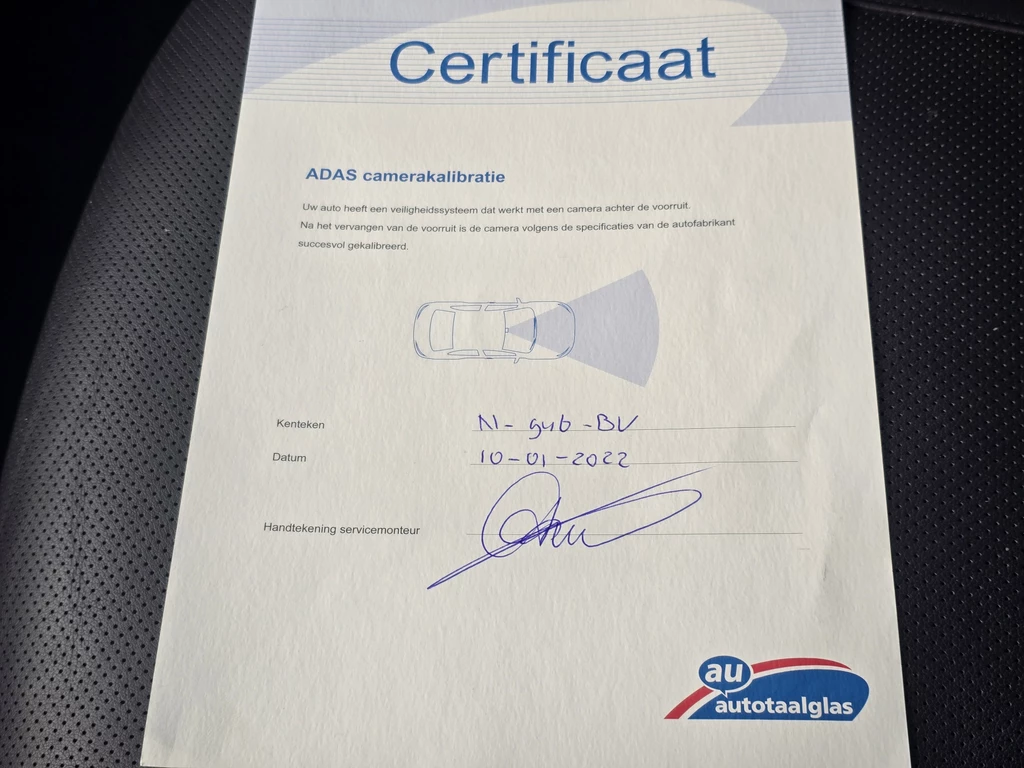 Certificaat
ADAS camerakalibratie
Uw auto heeft een veiligheidssysteem dat werkt met een camera achter de voorruit.
Na het vervangen van de voorruit is de camera volgens de specificaties van de autofabrikant
succesvol gekalibreerd.
Kenteken N-gub-BV
Datum 10-01-2022
Handtekening servicemonteur
au
autotaalglas